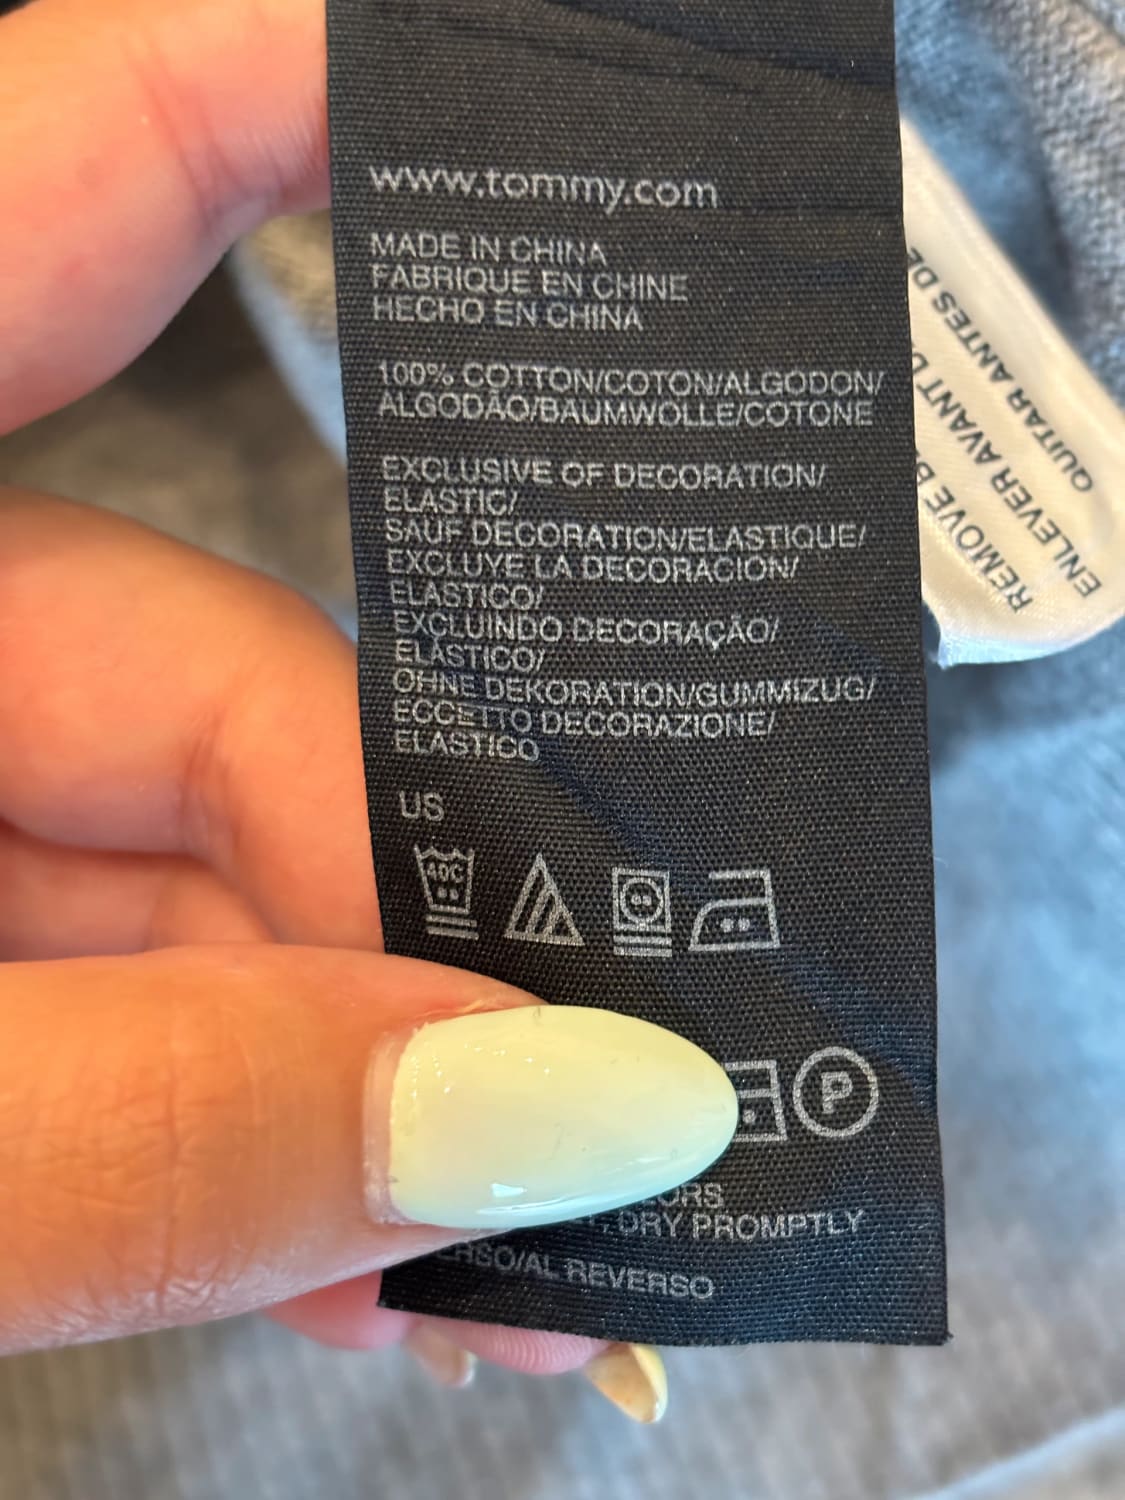 www.tommy.com
MADE IN CHINA
FABRIQUE EN CHINE
HECHO EN CHINA
100% COTTON/COTON/ALGODON/
ALGODÃO/BAUMWOLLE/COTONE
EXCLUSIVE OF DECORATION/
ELASTIC/
SAUF DECORATION/ELASTIQUE/
EXCLUYE LA DECORACION/
ELASTICO/
EXCLUINDO DECORAÇÃO/
ELÁSTICO/
OHNE DEKORATION/GUMMIZUG/
ECCETTO DECORAZIONE/
ELASTICO
US
P
DRY PROMPTLY
/AL REVERSO
REMOVE
ENLEVER AVANT
QUITAR ANTES DE